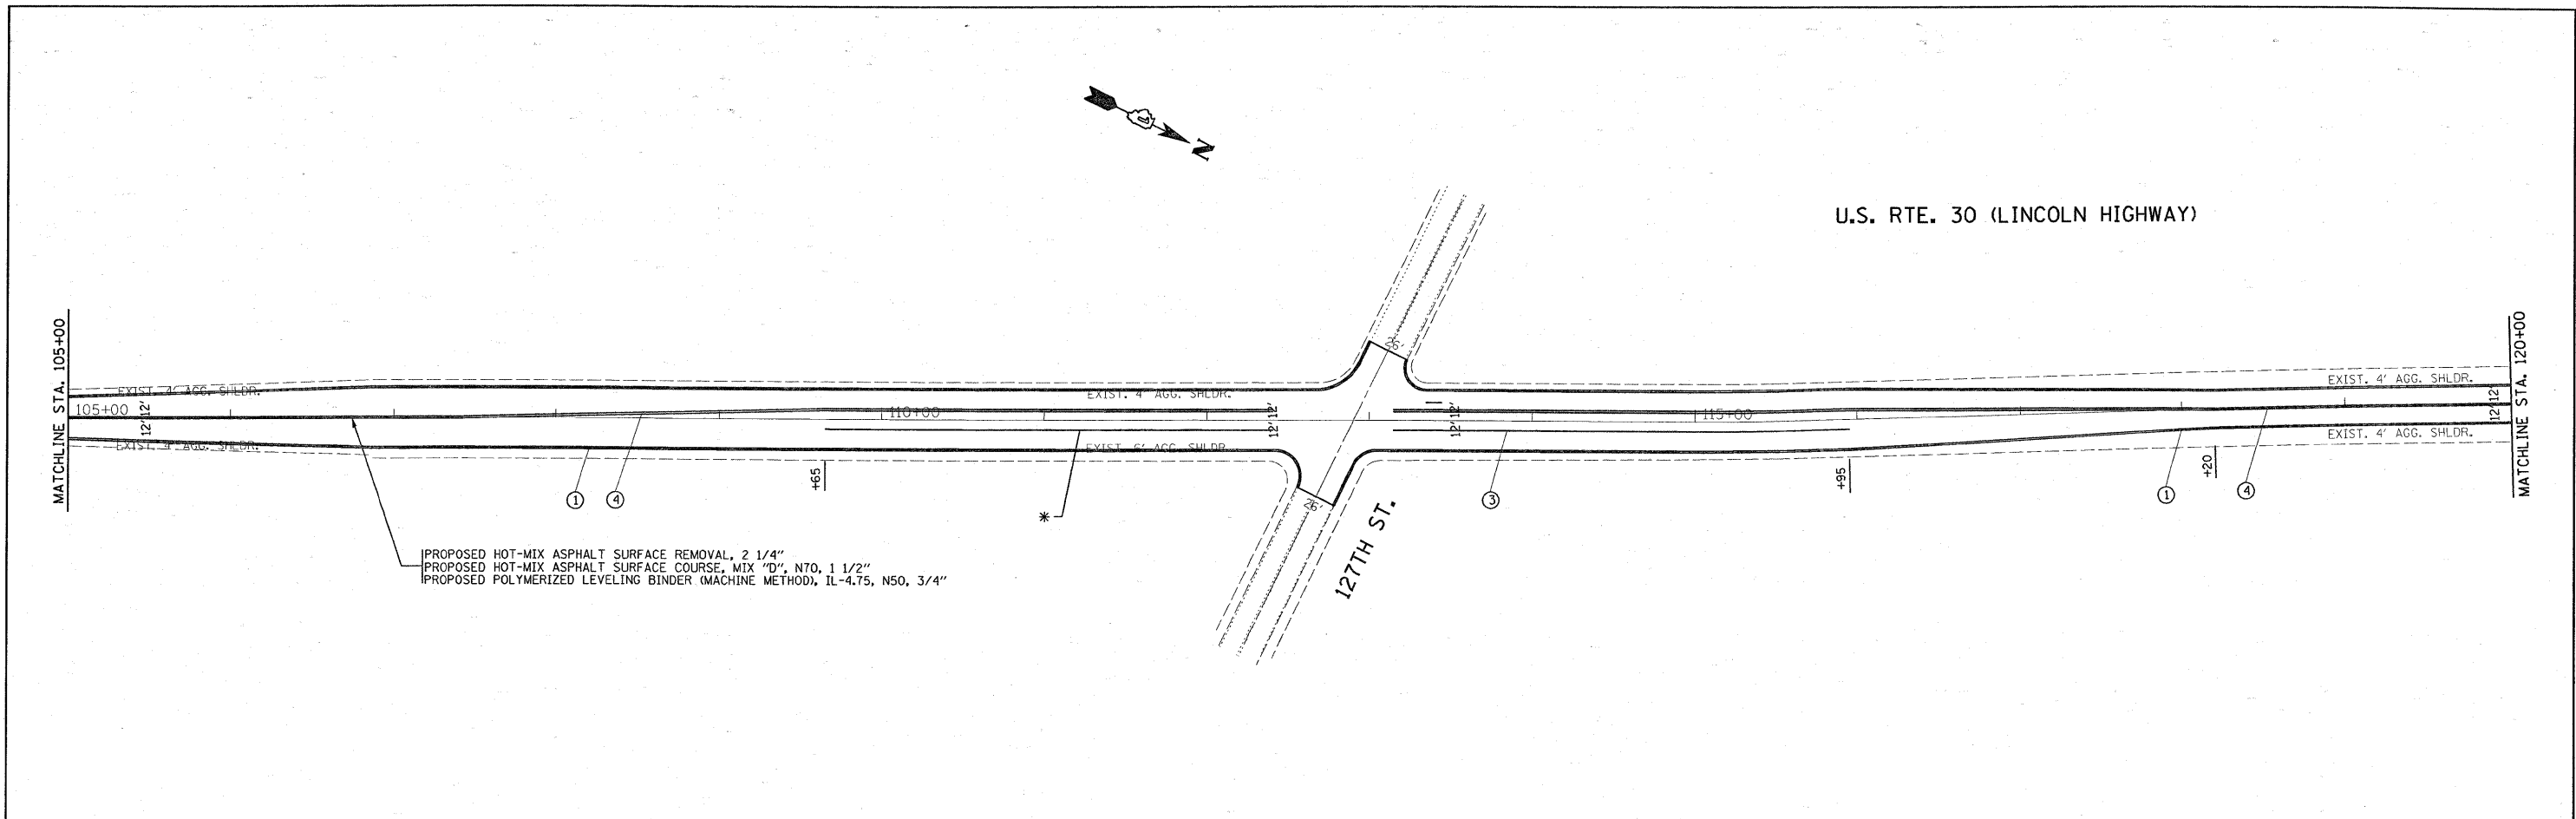 N
U.S. RTE. 30 (LINCOLN HIGHWAY)
MATCHLINE STA. 105+00
MATCHLINE STA. 120+00
EXIST. 4' AGG. SHLDR.
EXIST. 4' AGG. SHLDR.
EXIST. 4' AGG. SHLDR.
105+00
12' 12'
110+00
12' 12'
12' 12'
115+00
12' 12'
EXIST. 4' AGG. SHLDR.
EXIST. 6' AGG. SHLDR.
EXIST. 4' AGG. SHLDR.
26'
26'
+65
+95
+20
1
4
*
3
1
4
127TH ST.
PROPOSED HOT-MIX ASPHALT SURFACE REMOVAL, 2 1/4"
PROPOSED HOT-MIX ASPHALT SURFACE COURSE, MIX "D", N70, 1 1/2"
PROPOSED POLYMERIZED LEVELING BINDER (MACHINE METHOD), IL-4.75, N50, 3/4"